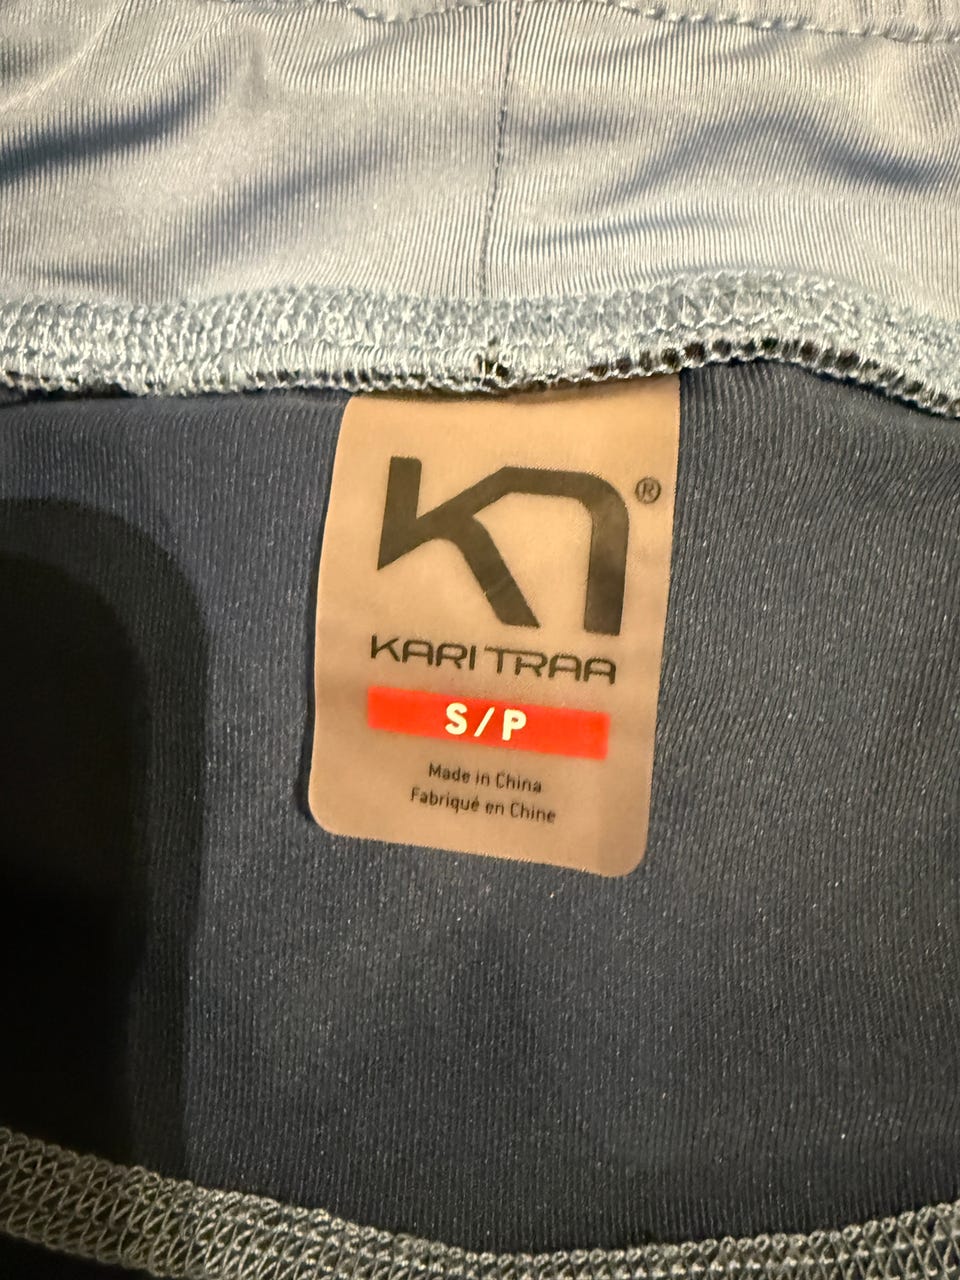 ®
KARI TRAA
S/P
Made in China
Fabriqué en Chine